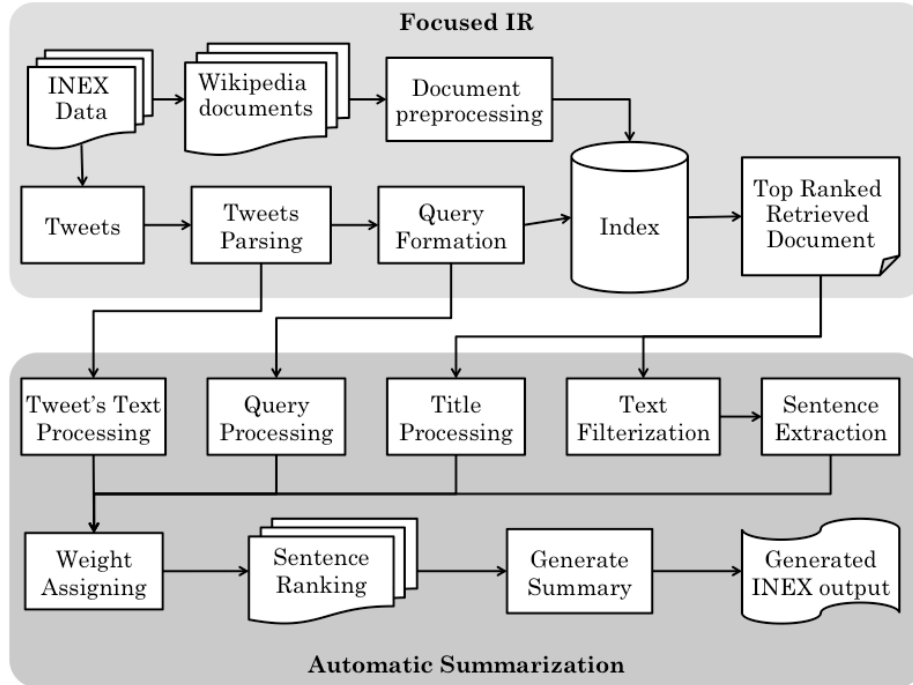 Focused IR
INEX
Data
Wikipedia
documents
Document
preprocessing
Tweets
Tweets
Parsing
Query
Formation
Index
Top Ranked
Retrieved
Document
Tweet's Text
Processing
Query
Processing
Title
Processing
Text
Filterization
Sentence
Extraction
Weight
Assigning
Sentence
Ranking
Generate
Summary
Generated
INEX output
Automatic Summarization